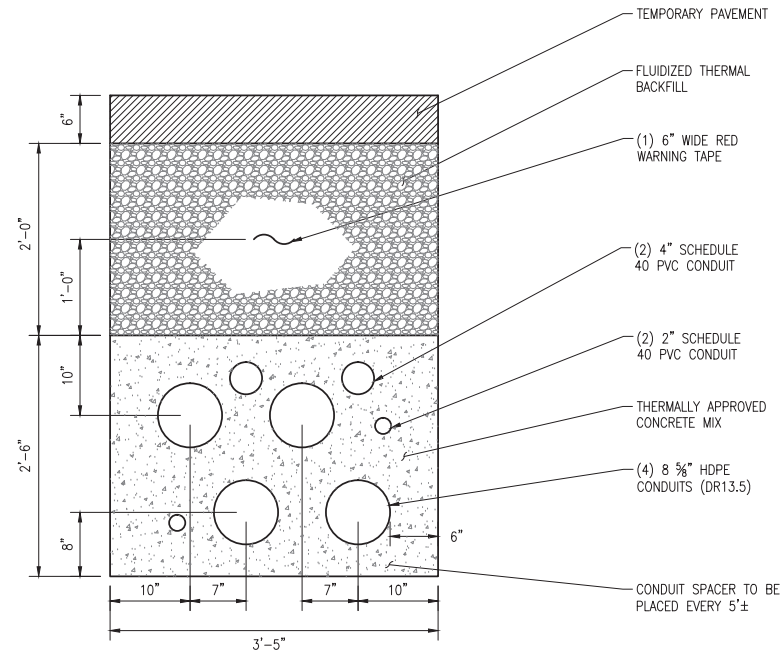 TEMPORARY PAVEMENT
FLUIDIZED THERMAL
BACKFILL
(1) 6" WIDE RED
WARNING TAPE
(2) 4" SCHEDULE
40 PVC CONDUIT
(2) 2" SCHEDULE
40 PVC CONDUIT
THERMALLY APPROVED
CONCRETE MIX
(4) 8 ⅝" HDPE
CONDUITS (DR13.5)
CONDUIT SPACER TO BE
PLACED EVERY 5'±
6"
2'-0"
1'-0"
10"
2'-6"
8"
6"
10"
7"
7"
10"
3'-5"